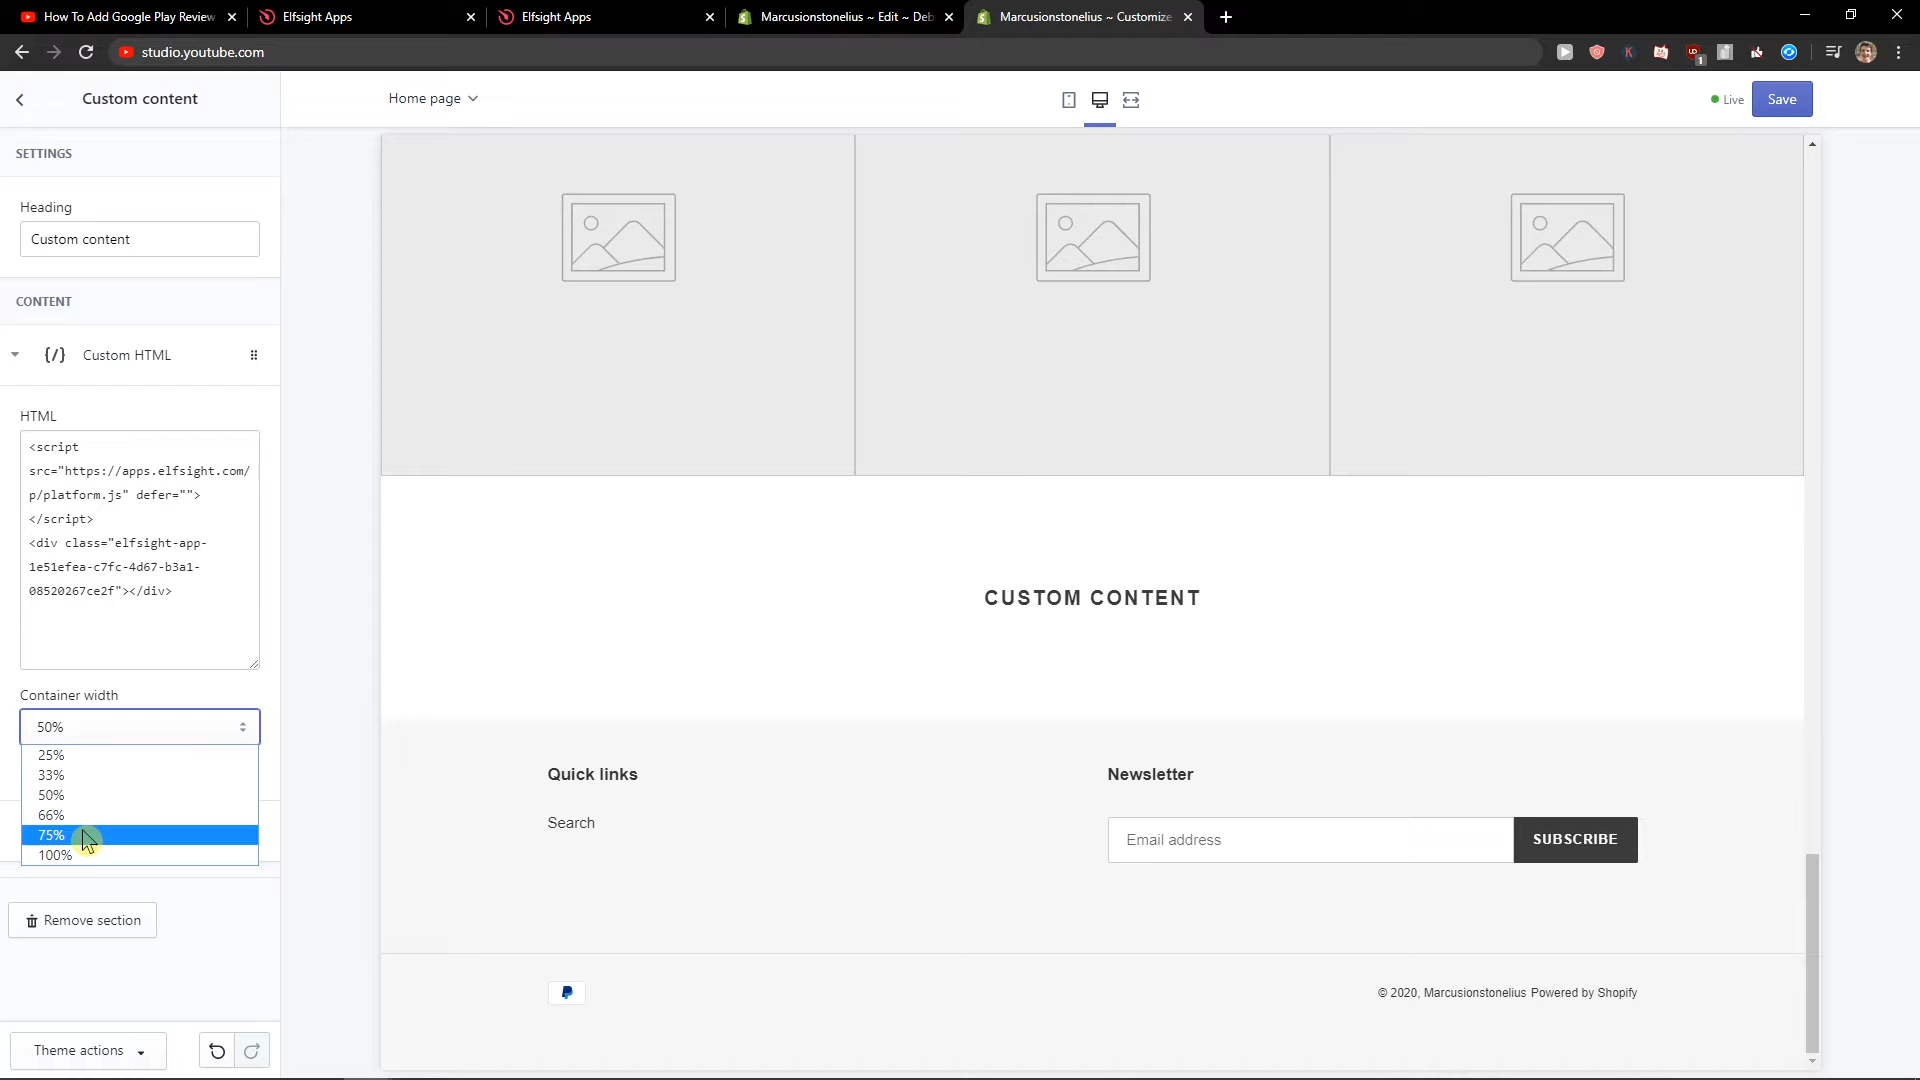 How To Add Google Play Review
Elfsight Apps
Elfsight Apps
Marcusionstonelius ~ Edit ~ Deb
Marcusionstonelius ~ Customize
studio.youtube.com
1
Custom content
Home page
Live
Save
SETTINGS
Heading
Custom content
CONTENT
{/} Custom HTML
HTML
<script
src="https://apps.elfsight.com/
p/platform.js" defer="">
</script>
<div class="elfsight-app-
1e51efea-c7fc-4d67-b3a1-
08520267ce2f"></div>
Container width
50%
25%
33%
50%
66%
75%
100%
Remove section
Theme actions
CUSTOM CONTENT
Quick links
Search
Newsletter
Email address
SUBSCRIBE
© 2020, Marcusionstonelius Powered by Shopify